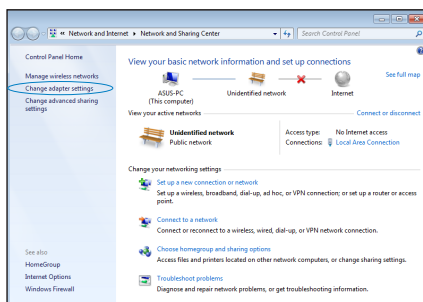 « Network and Internet ▸ Network and Sharing Center
Search Control Panel
Control Panel Home
Manage wireless networks
Change adapter settings
Change advanced sharing
settings
See also
HomeGroup
Internet Options
Windows Firewall
View your basic network information and set up connections
See full map
ASUS-PC
(This computer)
Unidentified network
Internet
View your active networks
Connect or disconnect
Unidentified network
Public network
Access type: No Internet access
Connections: Local Area Connection
Change your networking settings
Set up a new connection or network
Set up a wireless, broadband, dial-up, ad hoc, or VPN connection; or set up a router or access
point.
Connect to a network
Connect or reconnect to a wireless, wired, dial-up, or VPN network connection.
Choose homegroup and sharing options
Access files and printers located on other network computers, or change sharing settings.
Troubleshoot problems
Diagnose and repair network problems, or get troubleshooting information.